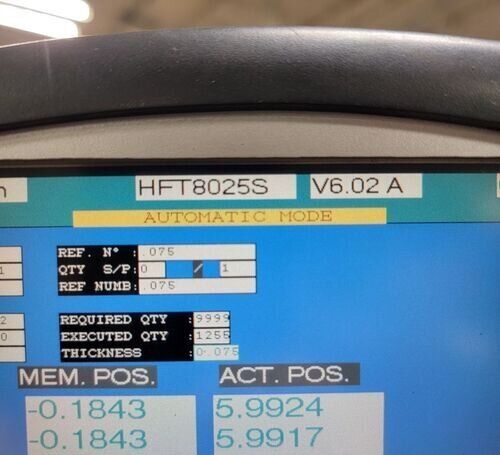 HFT8025S V6.02 A
AUTOMATIC MODE
REF. N° : .075
QTY S/P: 0 / 1
REF NUMB: .075
REQUIRED QTY : 9999
EXECUTED QTY : 1255
THICKNESS : 0.075
MEM. POS. ACT. POS.
-0.1843 5.9924
-0.1843 5.9917